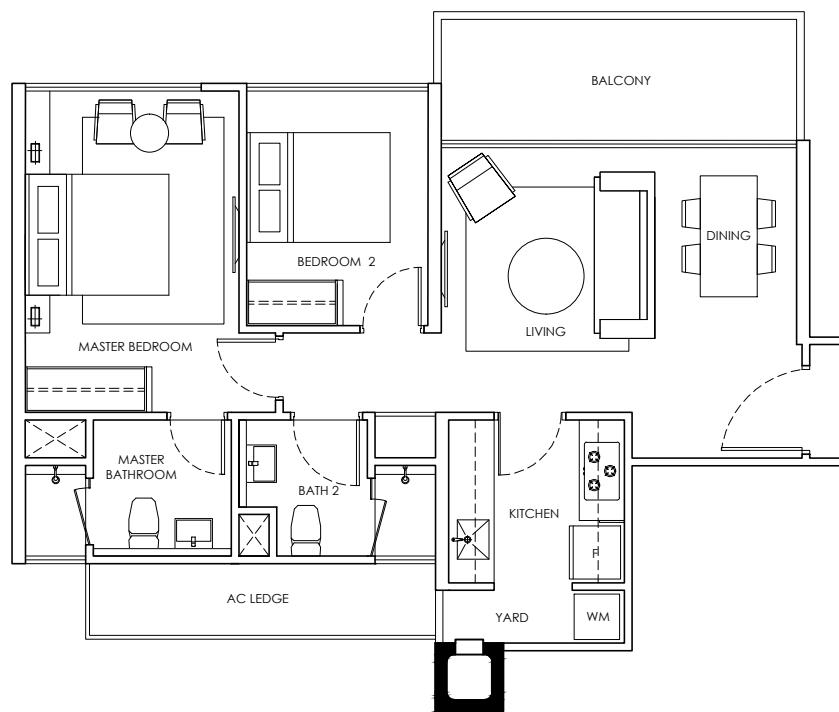 BALCONY
DINING
BEDROOM 2
LIVING
MASTER BEDROOM
MASTER
BATHROOM
BATH 2
KITCHEN
F
AC LEDGE
YARD
WM